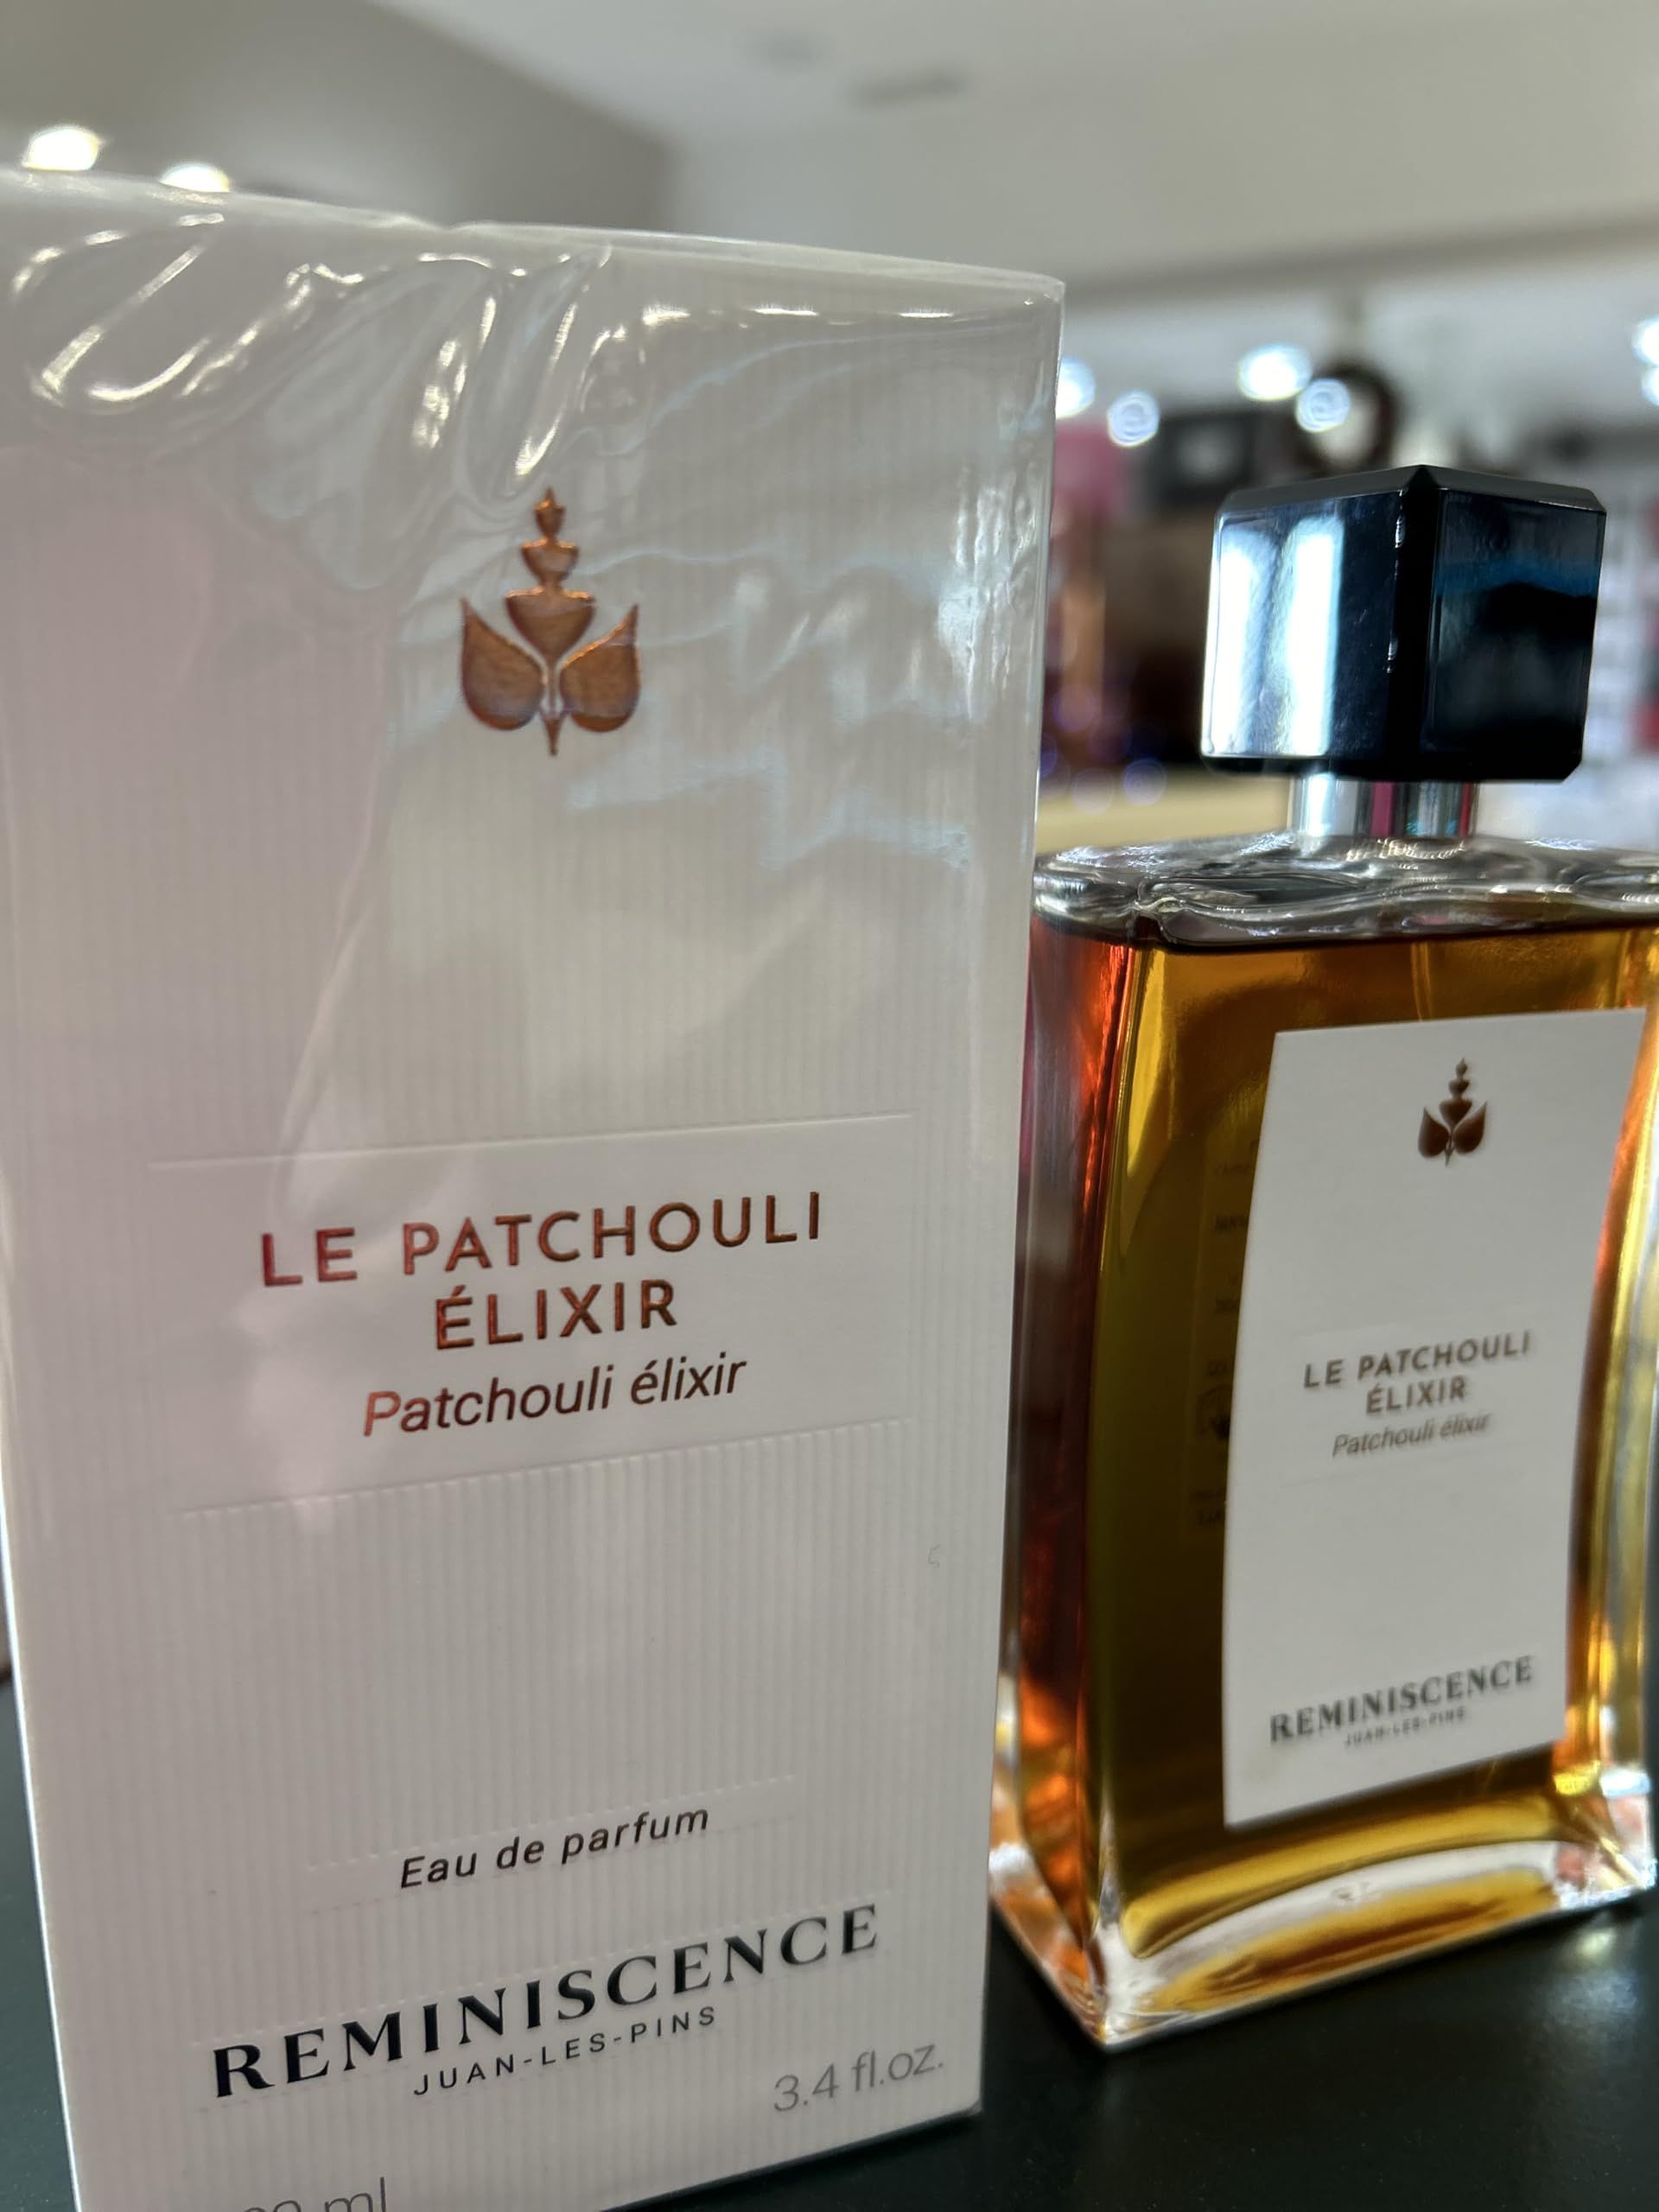 LE PATCHOULI
ÉLIXIR
Patchouli élixir
Eau de parfum
REMINISCENCE
JUAN-LES-PINS
3.4 fl.oz.
ml
LE PATCHOULI
ÉLIXIR
Patchouli élixir
REMINISCENCE
JUAN-LES-PINS